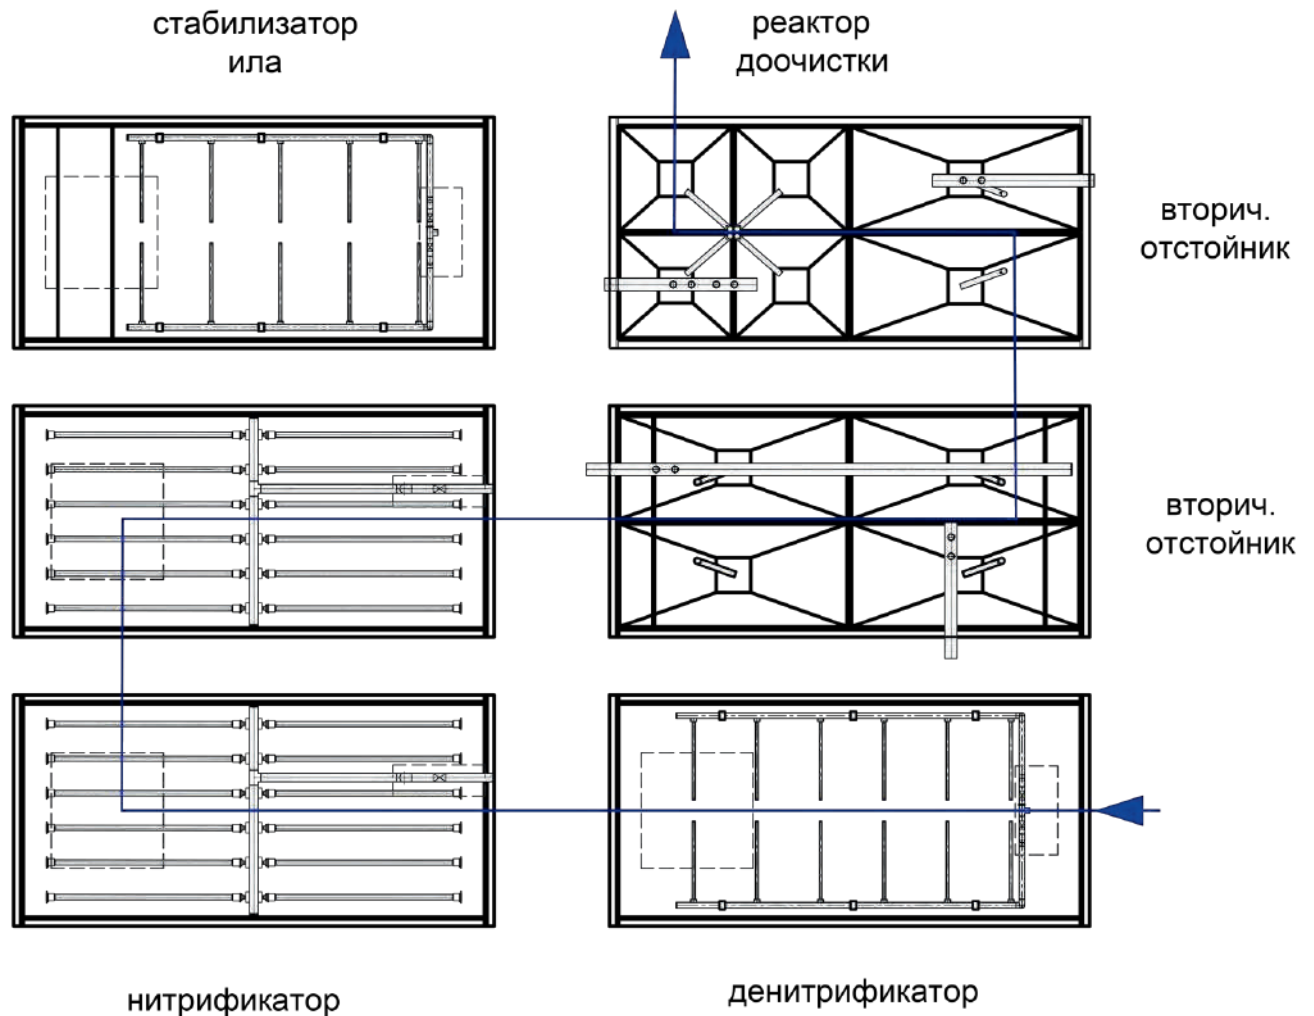 стабилизатор
ила
реактор
доочистки
вторич.
отстойник
вторич.
отстойник
нитрификатор
денитрификатор